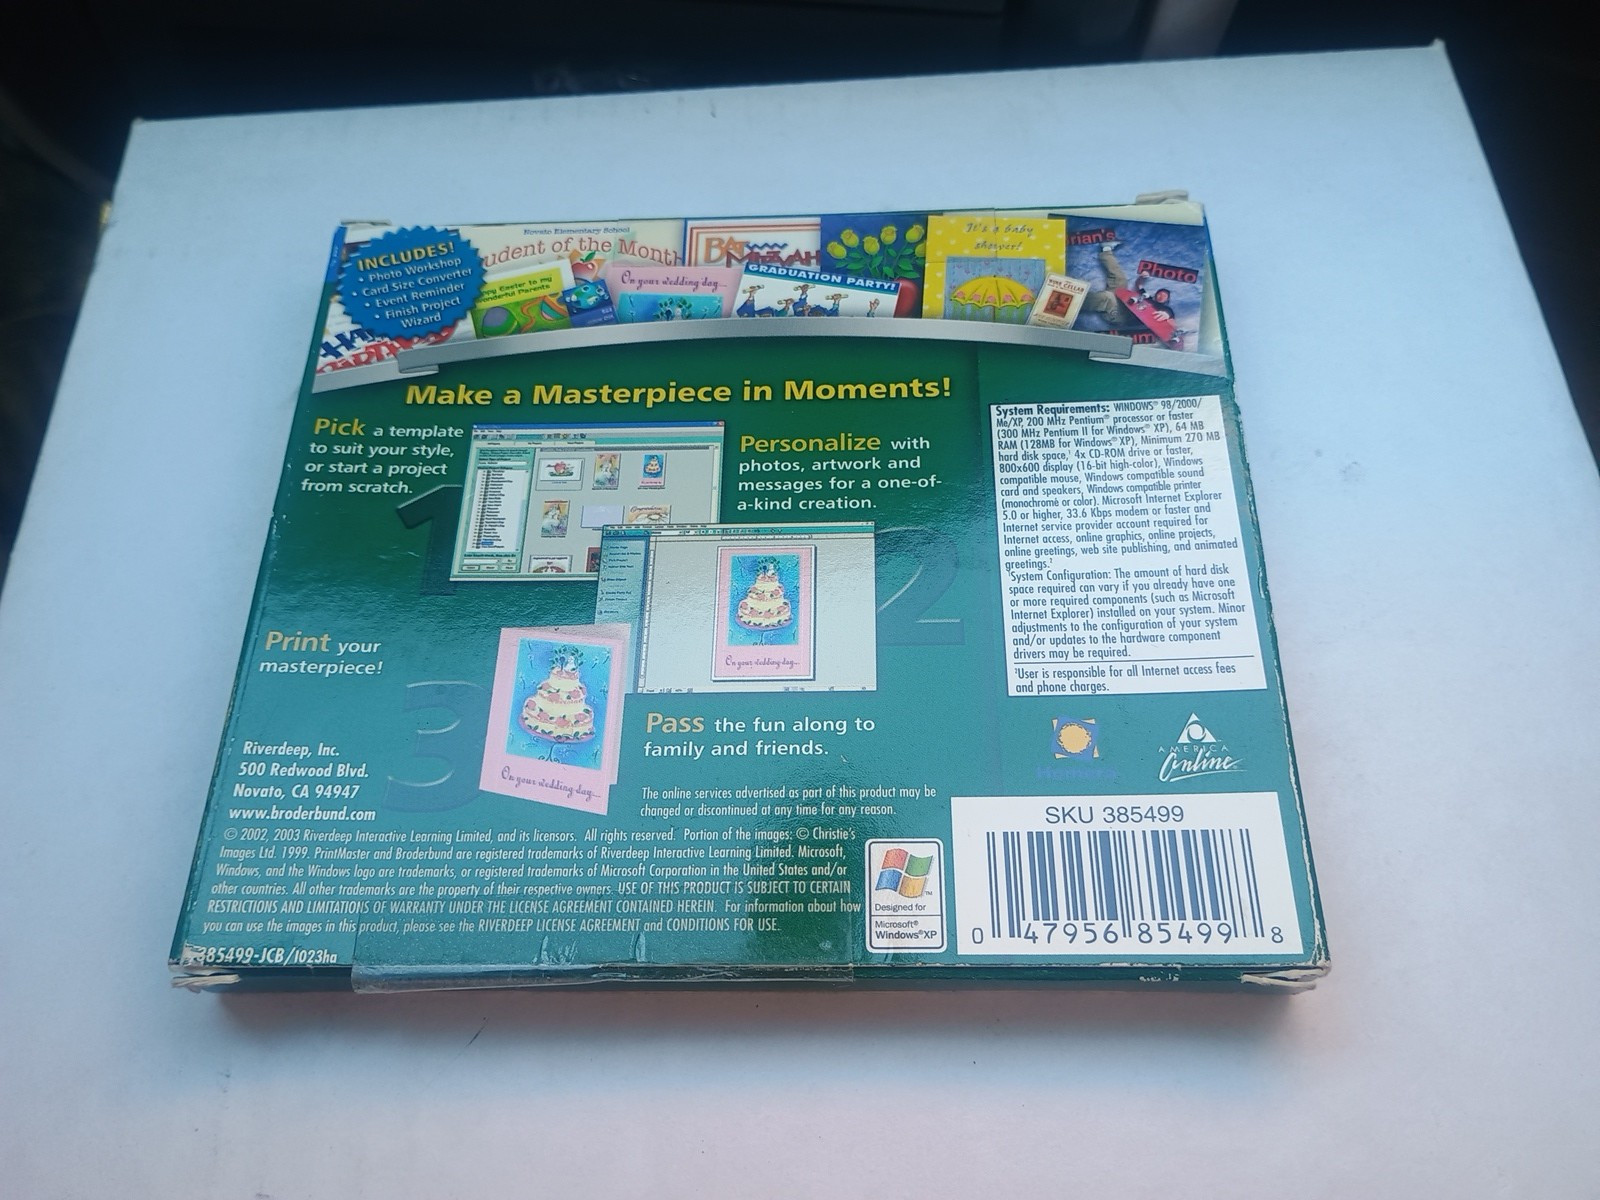 INCLUDES!
• Photo Workshop
• Card Size Converter
• Event Reminder
• Finish Project
Wizard
Novato Elementary School
udent of the Month
BAT
MITZVAH
It's a baby
shower!
rian's
Photo
py Easter to my
onderful Parents
On your wedding day...
GRADUATION PARTY!
WINE CELLAR
Make a Masterpiece in Moments!
Pick a template
to suit your style,
or start a project
from scratch.
1
Personalize with
photos, artwork and
messages for a one-of-
a-kind creation.
2
On your wedding day...
Print your
masterpiece!
3
On your wedding day...
Pass the fun along to
family and friends.
System Requirements: WINDOWS® 98/2000/
Me/XP, 200 MHz Pentium® processor or faster
(300 MHz Pentium II for Windows® XP), 64 MB
RAM (128MB for Windows® XP), Minimum 270 MB
hard disk space,¹ 4x CD-ROM drive or faster,
800x600 display (16-bit high-color), Windows
compatible mouse, Windows compatible sound
card and speakers, Windows compatible printer
(monochrome or color). Microsoft Internet Explorer
5.0 or higher, 33.6 Kbps modem or faster and
Internet service provider account required for
Internet access, online graphics, online projects,
online greetings, web site publishing, and animated
greetings.²
¹System Configuration: The amount of hard disk
space required can vary if you already have one
or more required components (such as Microsoft
Internet Explorer) installed on your system. Minor
adjustments to the configuration of your system
and/or updates to the hardware component
drivers may be required.
²User is responsible for all Internet access fees
and phone charges.
Riverdeep, Inc.
500 Redwood Blvd.
Novato, CA 94947
www.broderbund.com
The online services advertised as part of this product may be
changed or discontinued at any time for any reason.
AMERICA
Online
© 2002, 2003 Riverdeep Interactive Learning Limited, and its licensors. All rights reserved. Portion of the images: © Christie's
Images Ltd. 1999. PrintMaster and Broderbund are registered trademarks of Riverdeep Interactive Learning Limited. Microsoft,
Windows, and the Windows logo are trademarks, or registered trademarks of Microsoft Corporation in the United States and/or
other countries. All other trademarks are the property of their respective owners. USE OF THIS PRODUCT IS SUBJECT TO CERTAIN
RESTRICTIONS AND LIMITATIONS OF WARRANTY UNDER THE LICENSE AGREEMENT CONTAINED HEREIN. For information about how
you can use the images in this product, please see the RIVERDEEP LICENSE AGREEMENT and CONDITIONS FOR USE.
385499-JCB/1023ha
TM
Designed for
Microsoft®
Windows®XP
SKU 385499
0 47956 85499 8